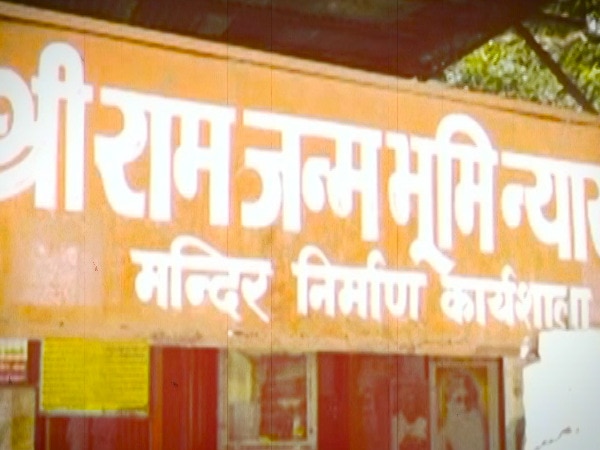 श्री राम जन्म भूमि न्यास
मन्दिर निर्माण कार्यशाला